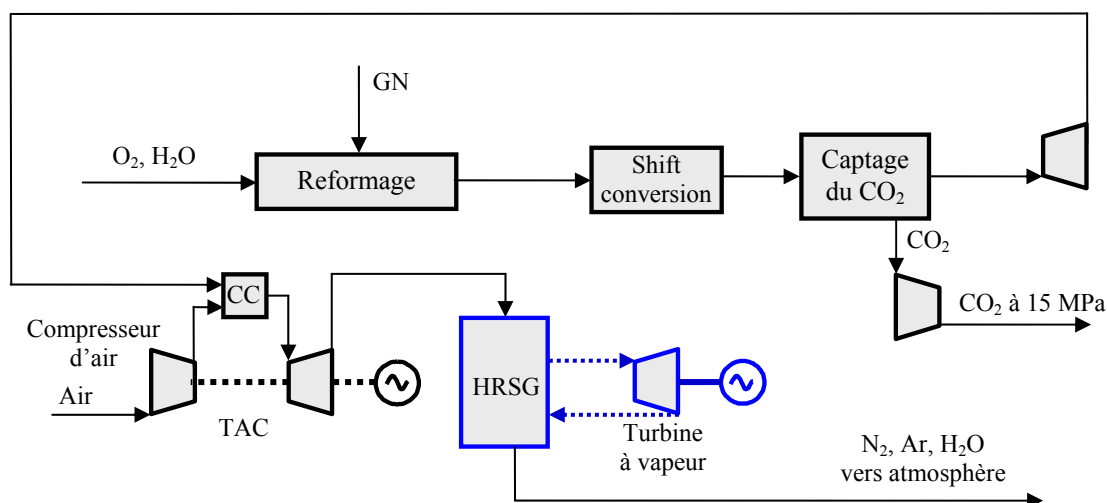 GN
O₂, H₂O
Reformage
Shift
conversion
Captage
du CO₂
CO₂
CO₂ à 15 MPa
CC
Compresseur
d’air
Air
TAC
HRSG
Turbine
à vapeur
N₂, Ar, H₂O
vers atmosphère